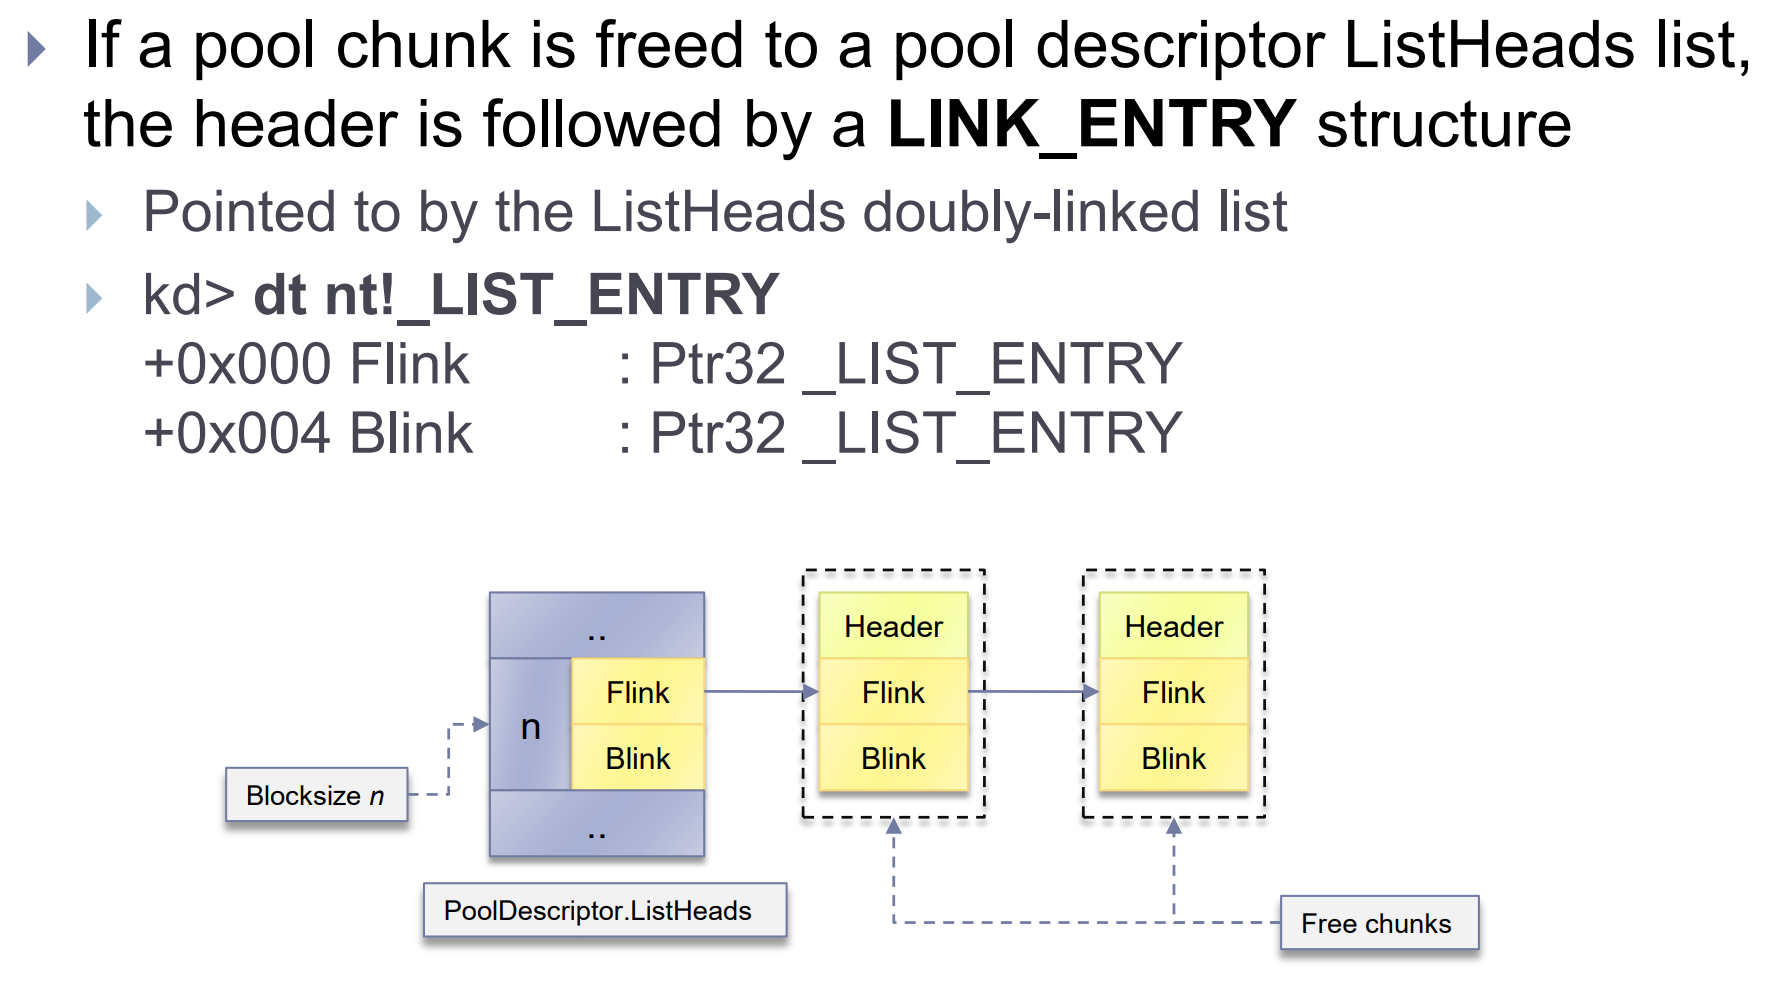 If a pool chunk is freed to a pool descriptor ListHeads list,
the header is followed by a LINK_ENTRY structure
Pointed to by the ListHeads doubly-linked list
kd> dt nt!_LIST_ENTRY
+0x000 Flink : Ptr32 _LIST_ENTRY
+0x004 Blink : Ptr32 _LIST_ENTRY
..
n
Flink
Blink
..
Header
Flink
Blink
Header
Flink
Blink
Blocksize n
PoolDescriptor.ListHeads
Free chunks